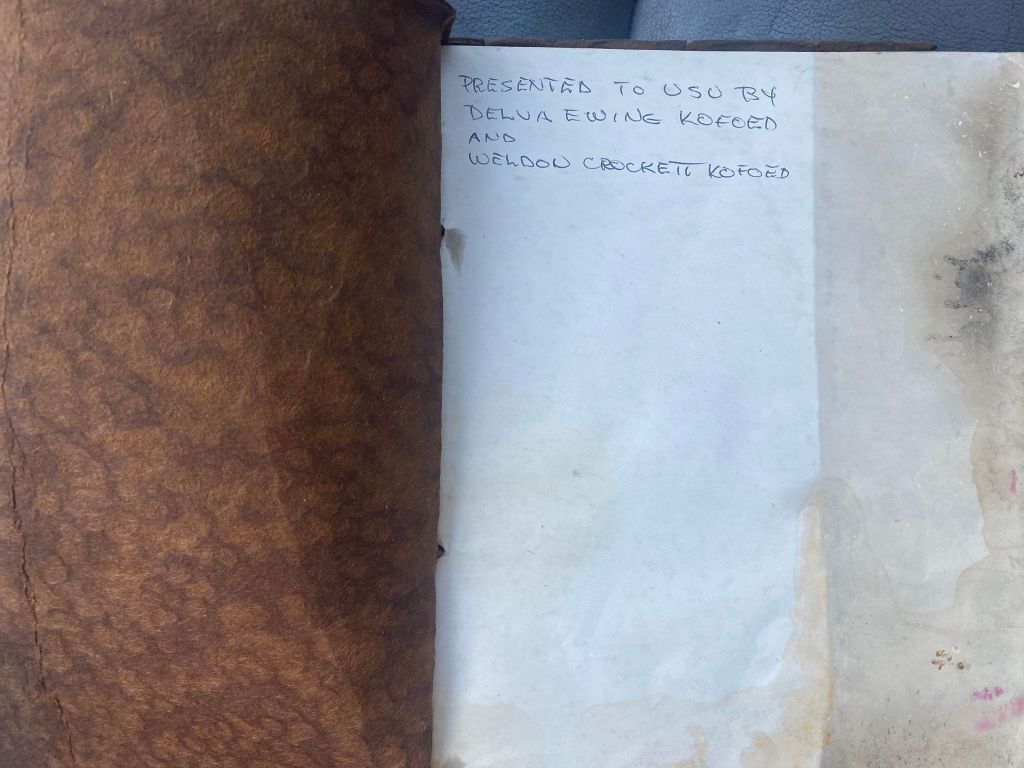 PRESENTED TO USU BY
DELVA EWING KOFOED
AND
WELDON CROCKETT KOFOED